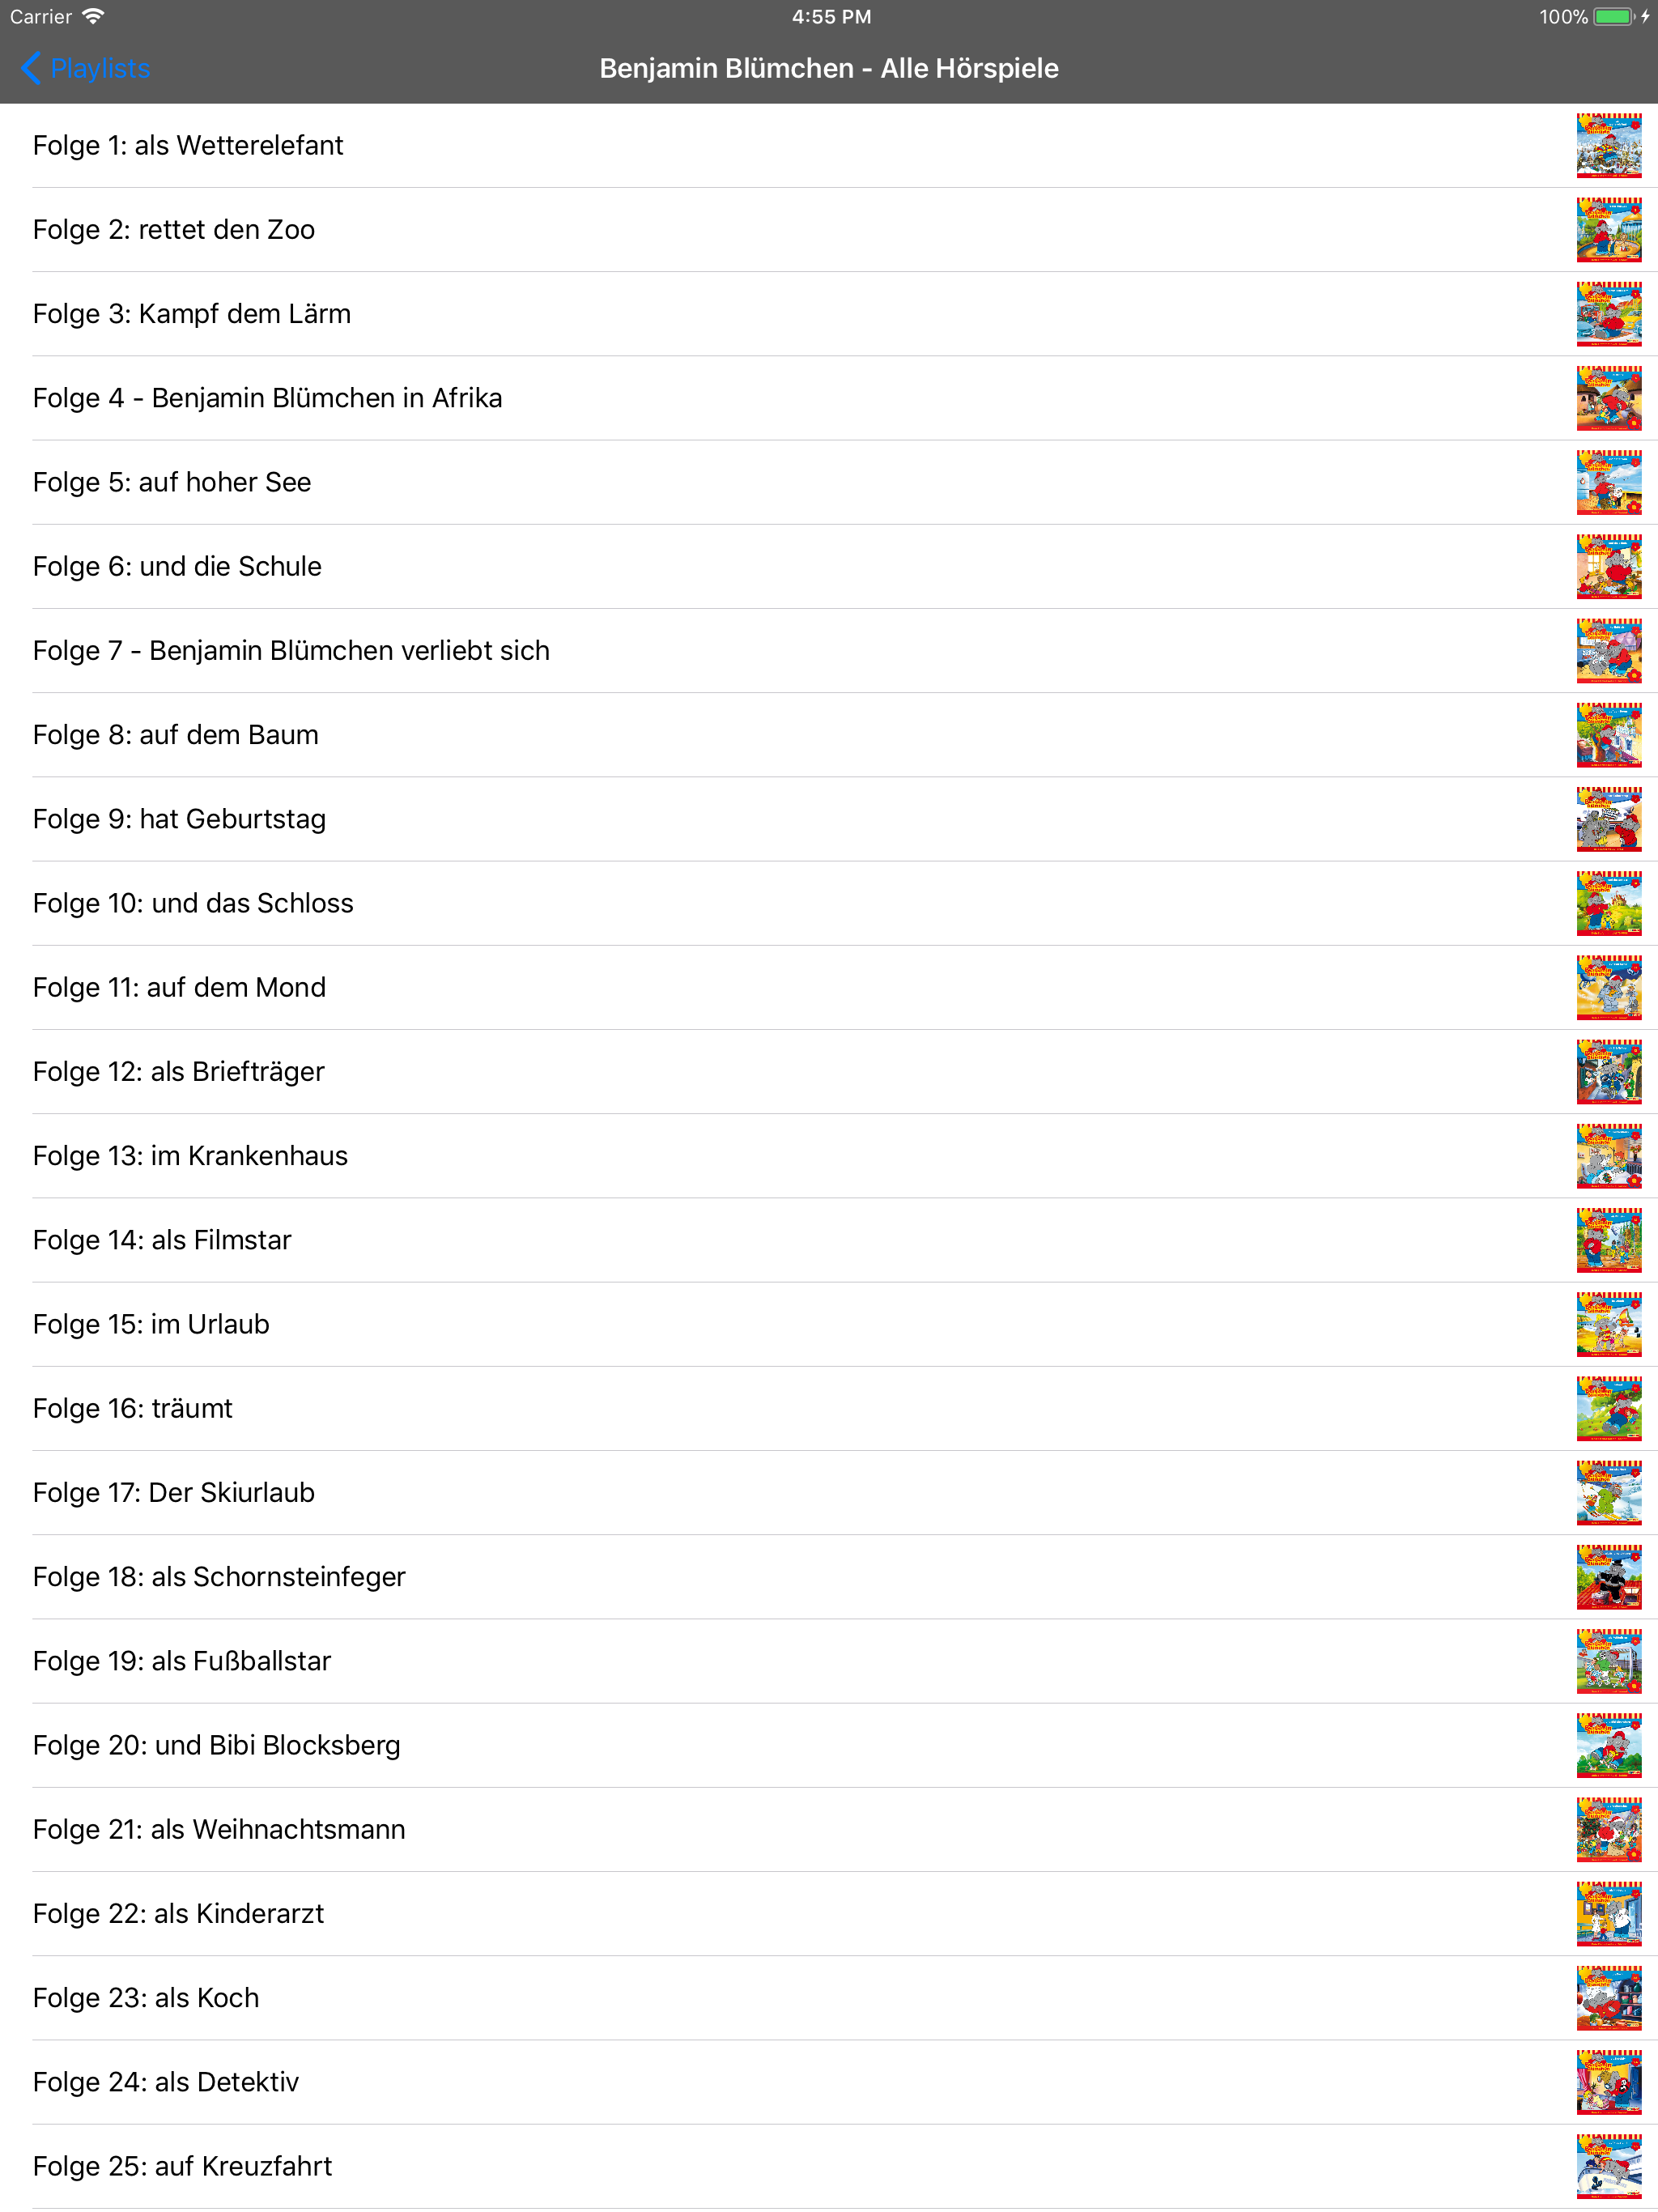 Carrier
4:55 PM
100%
Playlists
Benjamin Blümchen - Alle Hörspiele
Folge 1: als Wetterelefant
Folge 2: rettet den Zoo
Folge 3: Kampf dem Lärm
Folge 4 - Benjamin Blümchen in Afrika
Folge 5: auf hoher See
Folge 6: und die Schule
Folge 7 - Benjamin Blümchen verliebt sich
Folge 8: auf dem Baum
Folge 9: hat Geburtstag
Folge 10: und das Schloss
Folge 11: auf dem Mond
Folge 12: als Briefträger
Folge 13: im Krankenhaus
Folge 14: als Filmstar
Folge 15: im Urlaub
Folge 16: träumt
Folge 17: Der Skiurlaub
Folge 18: als Schornsteinfeger
Folge 19: als Fußballstar
Folge 20: und Bibi Blocksberg
Folge 21: als Weihnachtsmann
Folge 22: als Kinderarzt
Folge 23: als Koch
Folge 24: als Detektiv
Folge 25: auf Kreuzfahrt